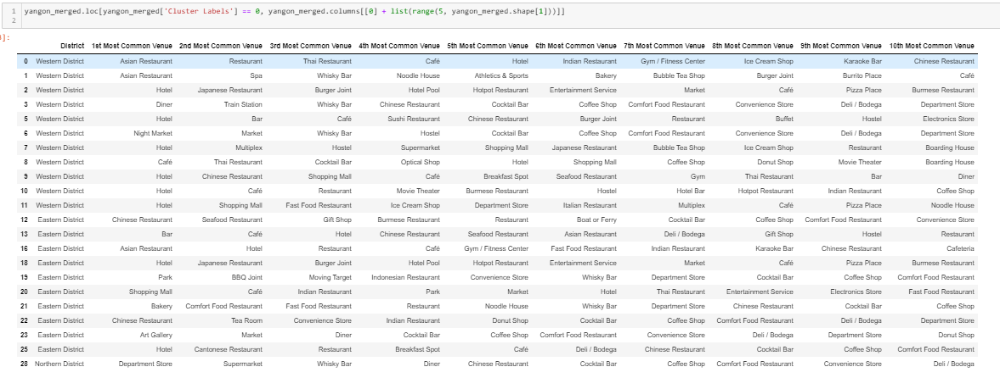 1 yangon_merged.loc[yangon_merged['Cluster Labels'] == 0, yangon_merged.columns[[0] + list(range(5, yangon_merged.shape[1]))]]
2
]:
District 1st Most Common Venue 2nd Most Common Venue 3rd Most Common Venue 4th Most Common Venue 5th Most Common Venue 6th Most Common Venue 7th Most Common Venue 8th Most Common Venue 9th Most Common Venue 10th Most Common Venue
0 Western District Asian Restaurant Restaurant Thai Restaurant Café Hotel Indian Restaurant Gym / Fitness Center Ice Cream Shop Karaoke Bar Chinese Restaurant
1 Western District Asian Restaurant Spa Whisky Bar Noodle House Athletics & Sports Bakery Bubble Tea Shop Burger Joint Burrito Place Café
2 Western District Hotel Japanese Restaurant Burger Joint Hotel Pool Hotpot Restaurant Entertainment Service Market Café Pizza Place Burmese Restaurant
3 Western District Diner Train Station Whisky Bar Chinese Restaurant Cocktail Bar Coffee Shop Comfort Food Restaurant Convenience Store Deli / Bodega Department Store
5 Western District Hotel Bar Café Sushi Restaurant Chinese Restaurant Burger Joint Restaurant Buffet Hostel Electronics Store
6 Western District Night Market Market Whisky Bar Hostel Cocktail Bar Coffee Shop Comfort Food Restaurant Convenience Store Deli / Bodega Department Store
7 Western District Hotel Multiplex Hostel Supermarket Shopping Mall Japanese Restaurant Bubble Tea Shop Ice Cream Shop Restaurant Boarding House
8 Western District Café Thai Restaurant Cocktail Bar Optical Shop Hotel Shopping Mall Coffee Shop Donut Shop Movie Theater Boarding House
9 Western District Hotel Chinese Restaurant Shopping Mall Café Breakfast Spot Seafood Restaurant Gym Thai Restaurant Bar Diner
10 Western District Hotel Café Restaurant Movie Theater Burmese Restaurant Hostel Hotel Bar Hotpot Restaurant Indian Restaurant Coffee Shop
11 Western District Hotel Shopping Mall Fast Food Restaurant Ice Cream Shop Department Store Italian Restaurant Multiplex Café Pizza Place Noodle House
12 Eastern District Chinese Restaurant Seafood Restaurant Gift Shop Burmese Restaurant Restaurant Boat or Ferry Cocktail Bar Coffee Shop Comfort Food Restaurant Convenience Store
13 Eastern District Bar Café Hotel Chinese Restaurant Seafood Restaurant Asian Restaurant Deli / Bodega Gift Shop Hostel Restaurant
16 Eastern District Asian Restaurant Hotel Restaurant Café Gym / Fitness Center Fast Food Restaurant Indian Restaurant Karaoke Bar Chinese Restaurant Cafeteria
18 Eastern District Hotel Japanese Restaurant Burger Joint Hotel Pool Hotpot Restaurant Entertainment Service Market Café Pizza Place Burmese Restaurant
19 Eastern District Park BBQ Joint Moving Target Indonesian Restaurant Convenience Store Whisky Bar Department Store Cocktail Bar Coffee Shop Comfort Food Restaurant
20 Eastern District Shopping Mall Café Indian Restaurant Park Market Hotel Thai Restaurant Entertainment Service Electronics Store Fast Food Restaurant
21 Eastern District Bakery Comfort Food Restaurant Fast Food Restaurant Restaurant Noodle House Whisky Bar Department Store Chinese Restaurant Cocktail Bar Coffee Shop
22 Eastern District Chinese Restaurant Tea Room Convenience Store Indian Restaurant Donut Shop Cocktail Bar Coffee Shop Comfort Food Restaurant Deli / Bodega Department Store
23 Eastern District Art Gallery Market Diner Cocktail Bar Coffee Shop Comfort Food Restaurant Convenience Store Deli / Bodega Department Store Donut Shop
25 Eastern District Hotel Cantonese Restaurant Restaurant Breakfast Spot Café Deli / Bodega Chinese Restaurant Cocktail Bar Coffee Shop Comfort Food Restaurant
28 Northern District Department Store Supermarket Whisky Bar Diner Chinese Restaurant Cocktail Bar Coffee Shop Comfort Food Restaurant Convenience Store Deli / Bodega